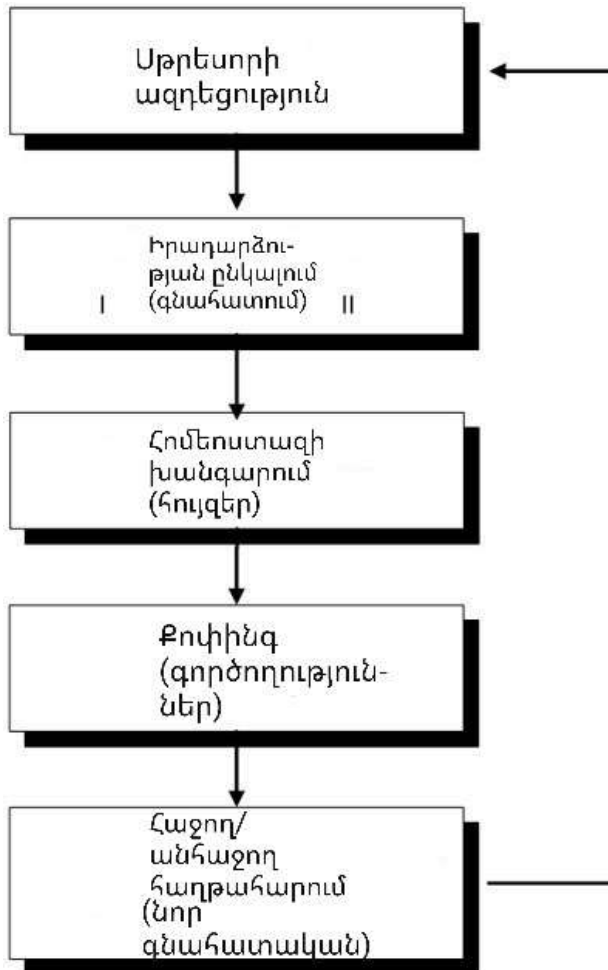 Սթրեսորի
ազդեցություն
Իրադարձու-
թյան ընկալում
I (գնահատում) II
Հոմեոստազի
խանգարում
(հույզեր)
Քոփինգ
(գործողություն-
ներ)
Հաջող/
անհաջող
հաղթահարում
(նոր
գնահատական)